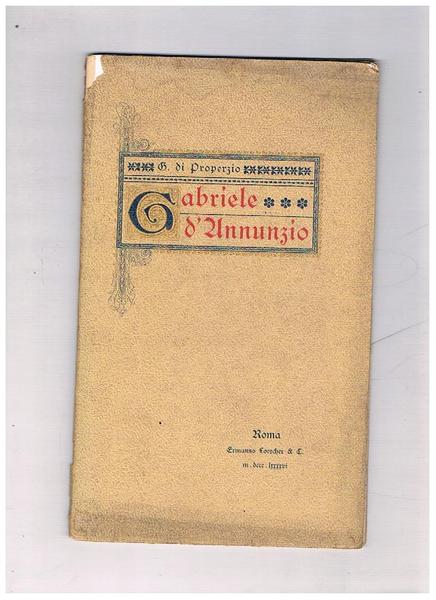 G. di Properzio
Gabriele
d'Annunzio
Roma
Ermanno Loescher & C.
m. dccc. lxxxxvi